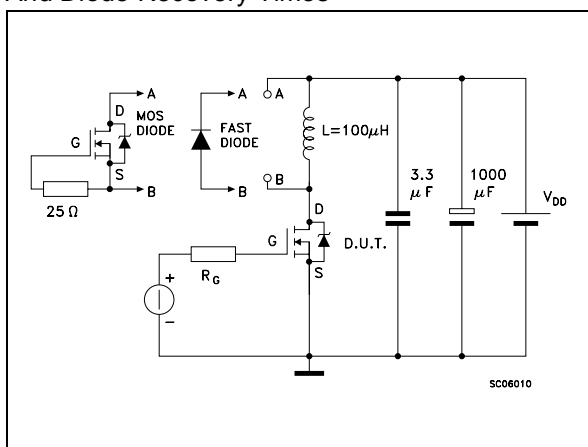 And Diode Recovery Times
A
A
A
D
MOS
DIODE
FAST
DIODE
G
L=100μH
S
B
B
B
25 Ω
3.3
μF
1000
μF
VDD
D
G
D.U.T.
S
RG
+
−
SC06010